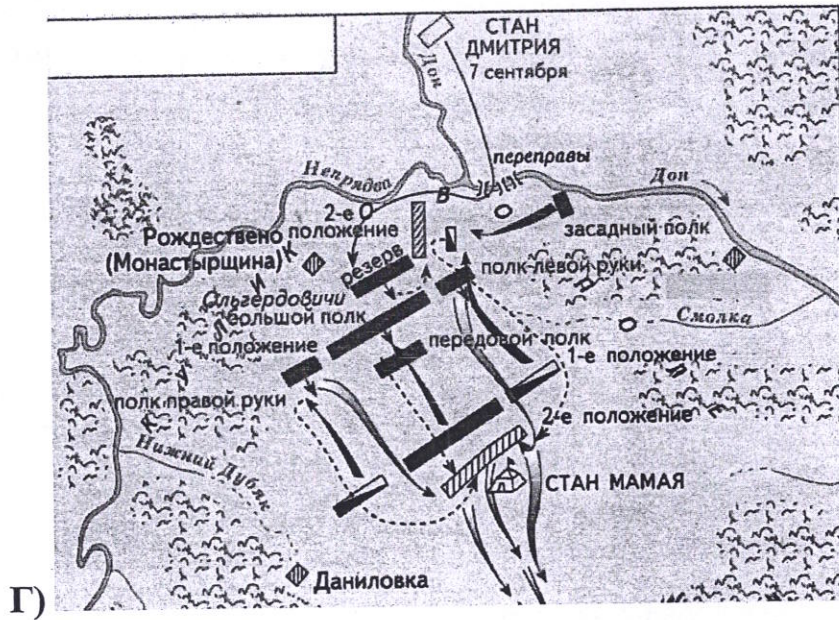 СТАН
ДМИТРИЯ
7 сентября
Дон
Непрядва
переправы
Дон
В
О
2-е
положение
засадный полк
Рождествено
(Монастырщина)
резерв
полк левой руки
Ольгердовичи
большой полк
Смолка
1-е положение
передовой полк
1-е положение
полк правой руки
2-е положение
Нижний Дубяк
СТАН МАМАЯ
Даниловка
Г)